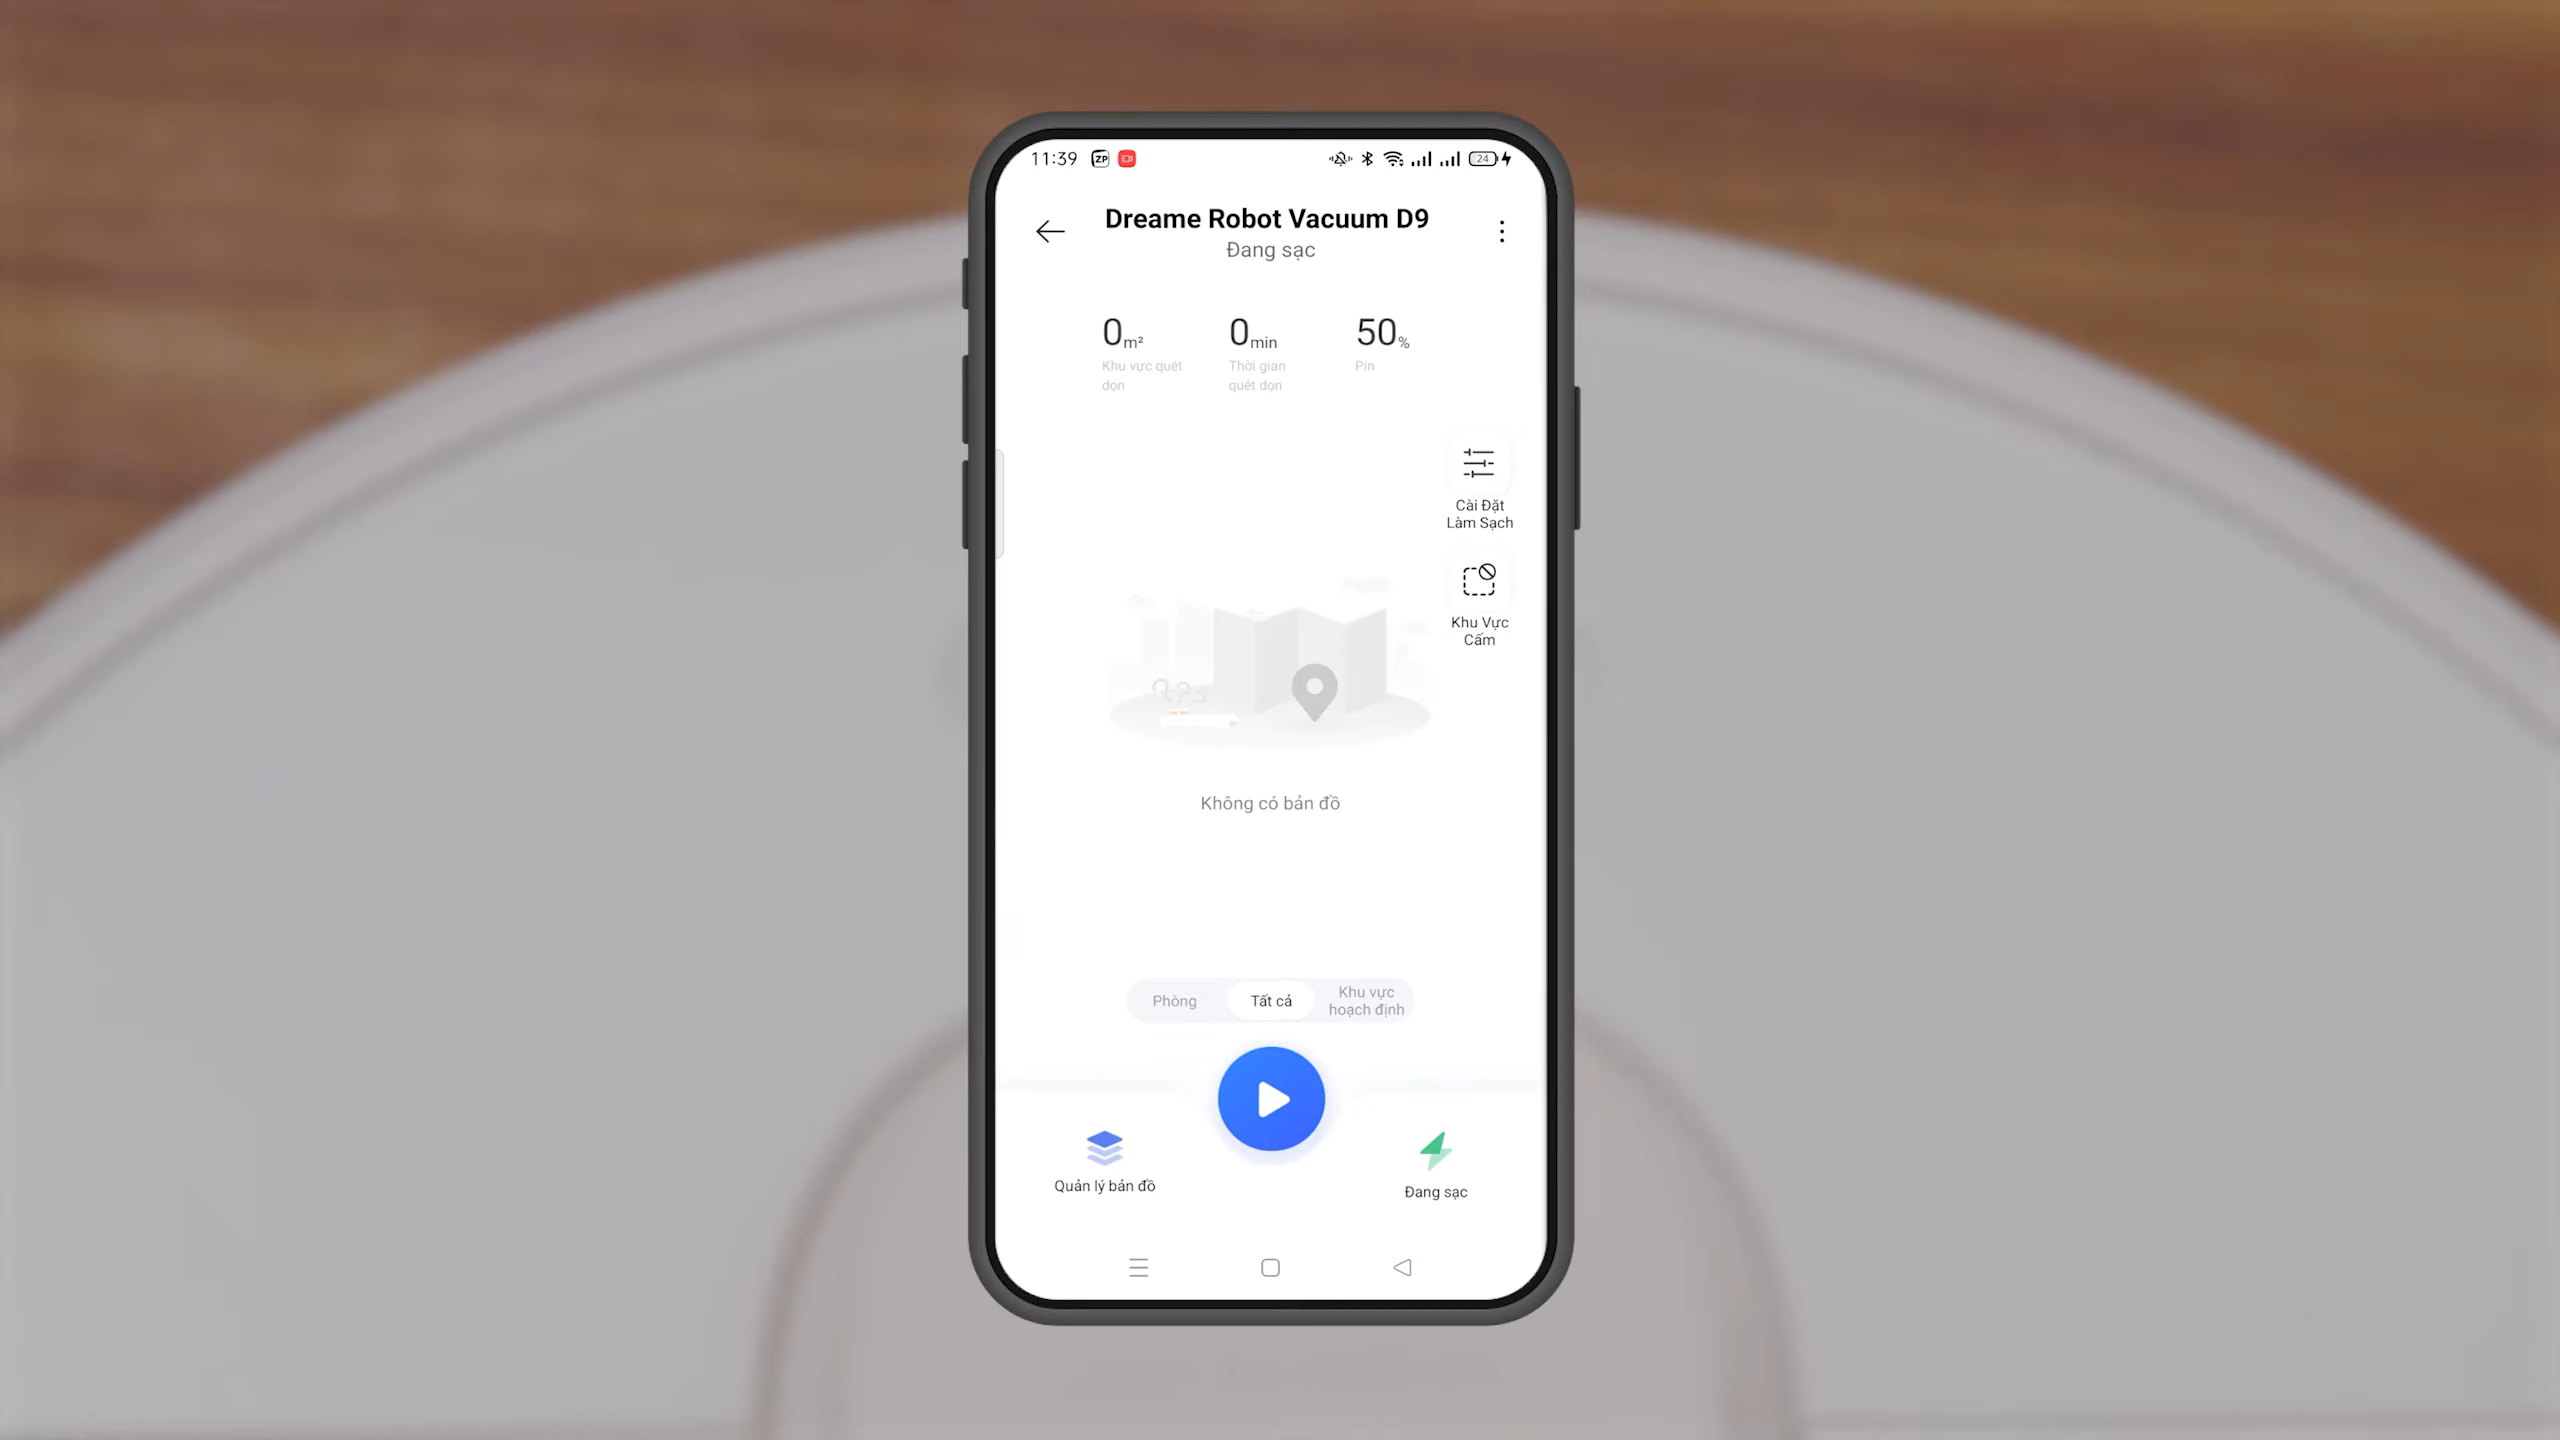 11:39 ZP 24
Dreame Robot Vacuum D9
Đang sạc
0m² 0min 50%
Khu vực quét
dọn
Thời gian
quét dọn
Pin
Cài Đặt
Làm Sạch
Khu Vực
Cấm
???
Không có bản đồ
Phòng
Tất cả
Khu vực
hoạch định
Quản lý bản đồ
Đang sạc